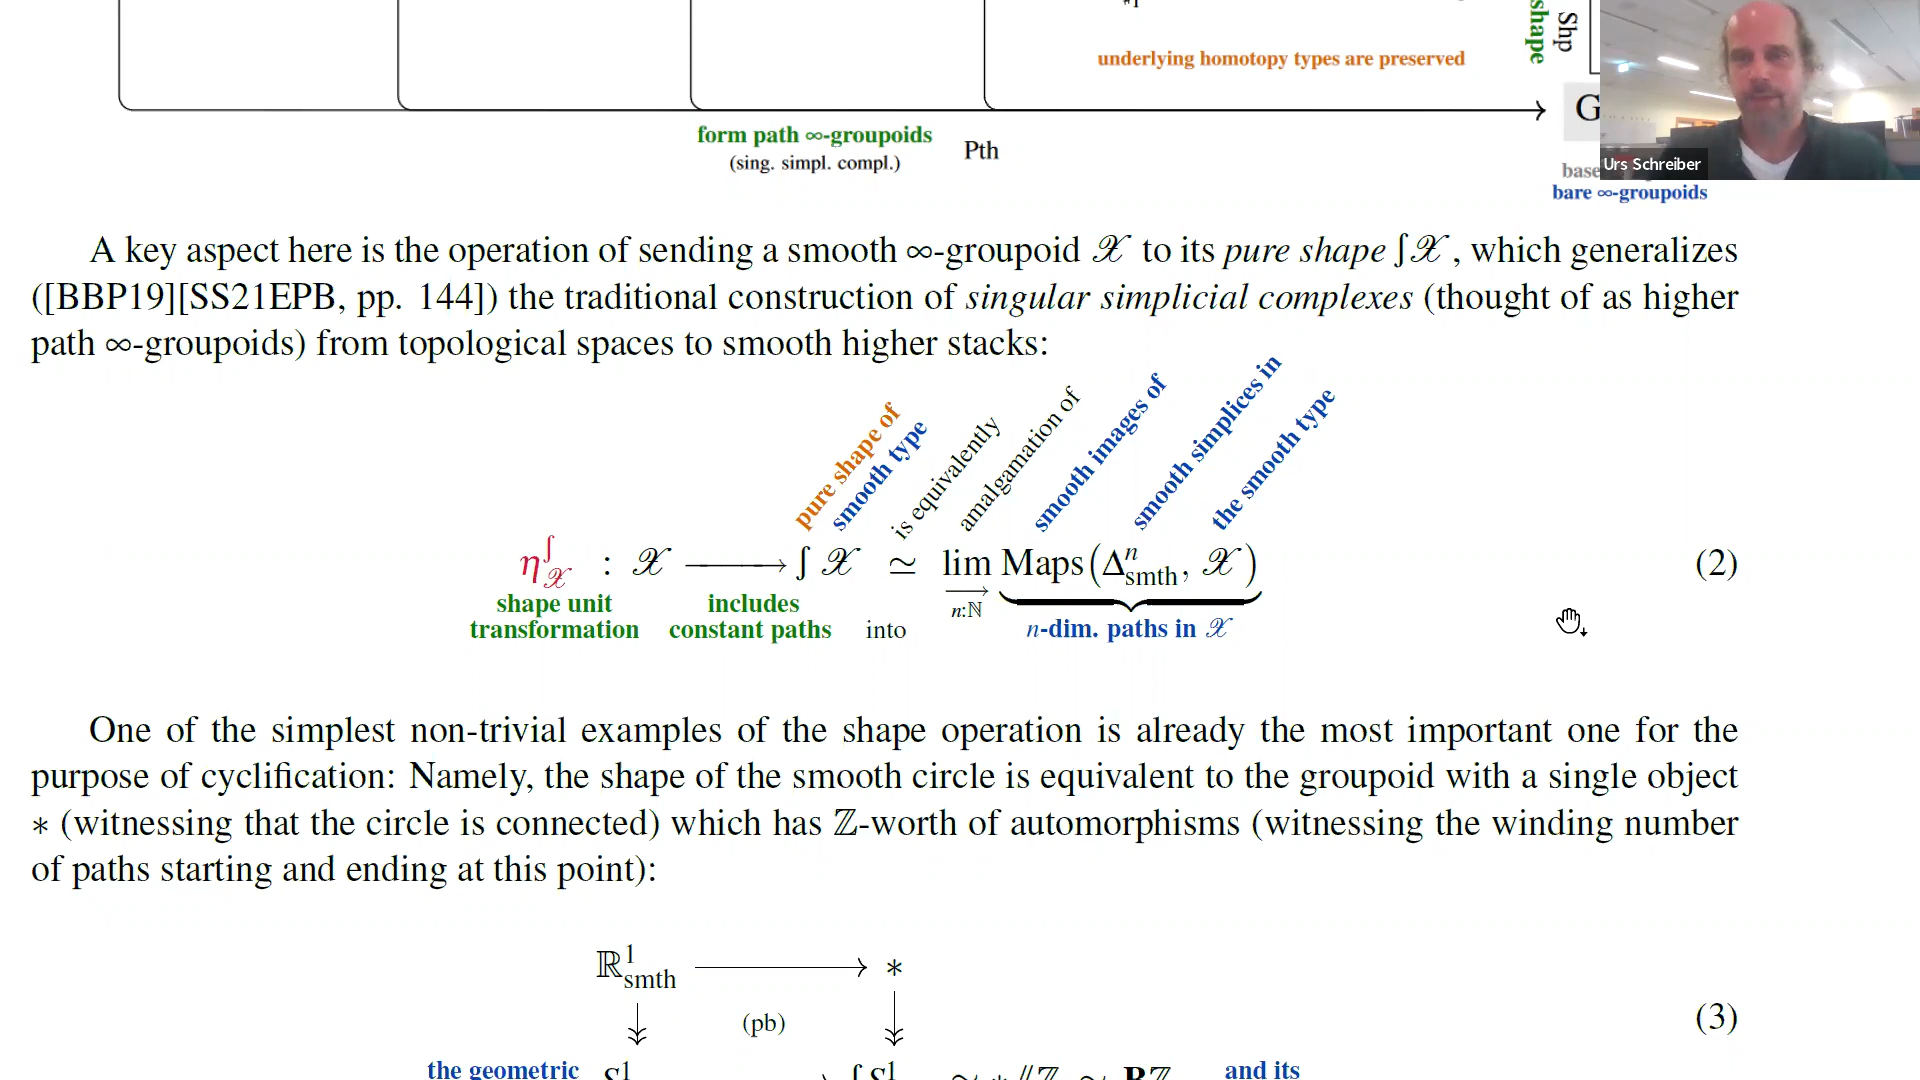 underlying homotopy types are preserved
shape
Shp
form path ∞-groupoids
(sing. simpl. compl.)
Pth
G
Urs Schreiber
base
bare ∞-groupoids
A key aspect here is the operation of sending a smooth ∞-groupoid 𝒳 to its pure shape ʃ𝒳, which generalizes
([BBP19][SS21EPB, pp. 144]) the traditional construction of singular simplicial complexes (thought of as higher
path ∞-groupoids) from topological spaces to smooth higher stacks:
pure shape of
smooth type
is equivalently
amalgamation of
smooth images of
smooth simplices in
the smooth type
η^ʃ_𝒳 : 𝒳 ⟶ ʃ 𝒳 ≃ lim Maps(Δ^n_smth, 𝒳) (2)
n:ℕ
shape unit
transformation
includes
constant paths
into
n-dim. paths in 𝒳
One of the simplest non-trivial examples of the shape operation is already the most important one for the
purpose of cyclification: Namely, the shape of the smooth circle is equivalent to the groupoid with a single object
∗ (witnessing that the circle is connected) which has ℤ-worth of automorphisms (witnessing the winding number
of paths starting and ending at this point):
ℝ^1_smth ⟶ ∗
(pb) (3)
the geometric S^1 ʃ S^1 ≃ ∗ // ℤ ≃ Bℤ and its